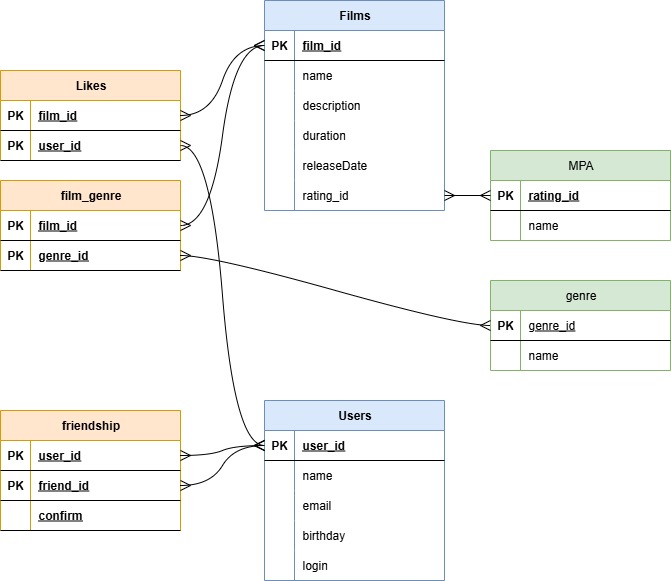 Films
PK film_id
name
description
duration
releaseDate
rating_id
Likes
PK film_id
PK user_id
film_genre
PK film_id
PK genre_id
MPA
PK rating_id
name
genre
PK genre_id
name
friendship
PK user_id
PK friend_id
confirm
Users
PK user_id
name
email
birthday
login